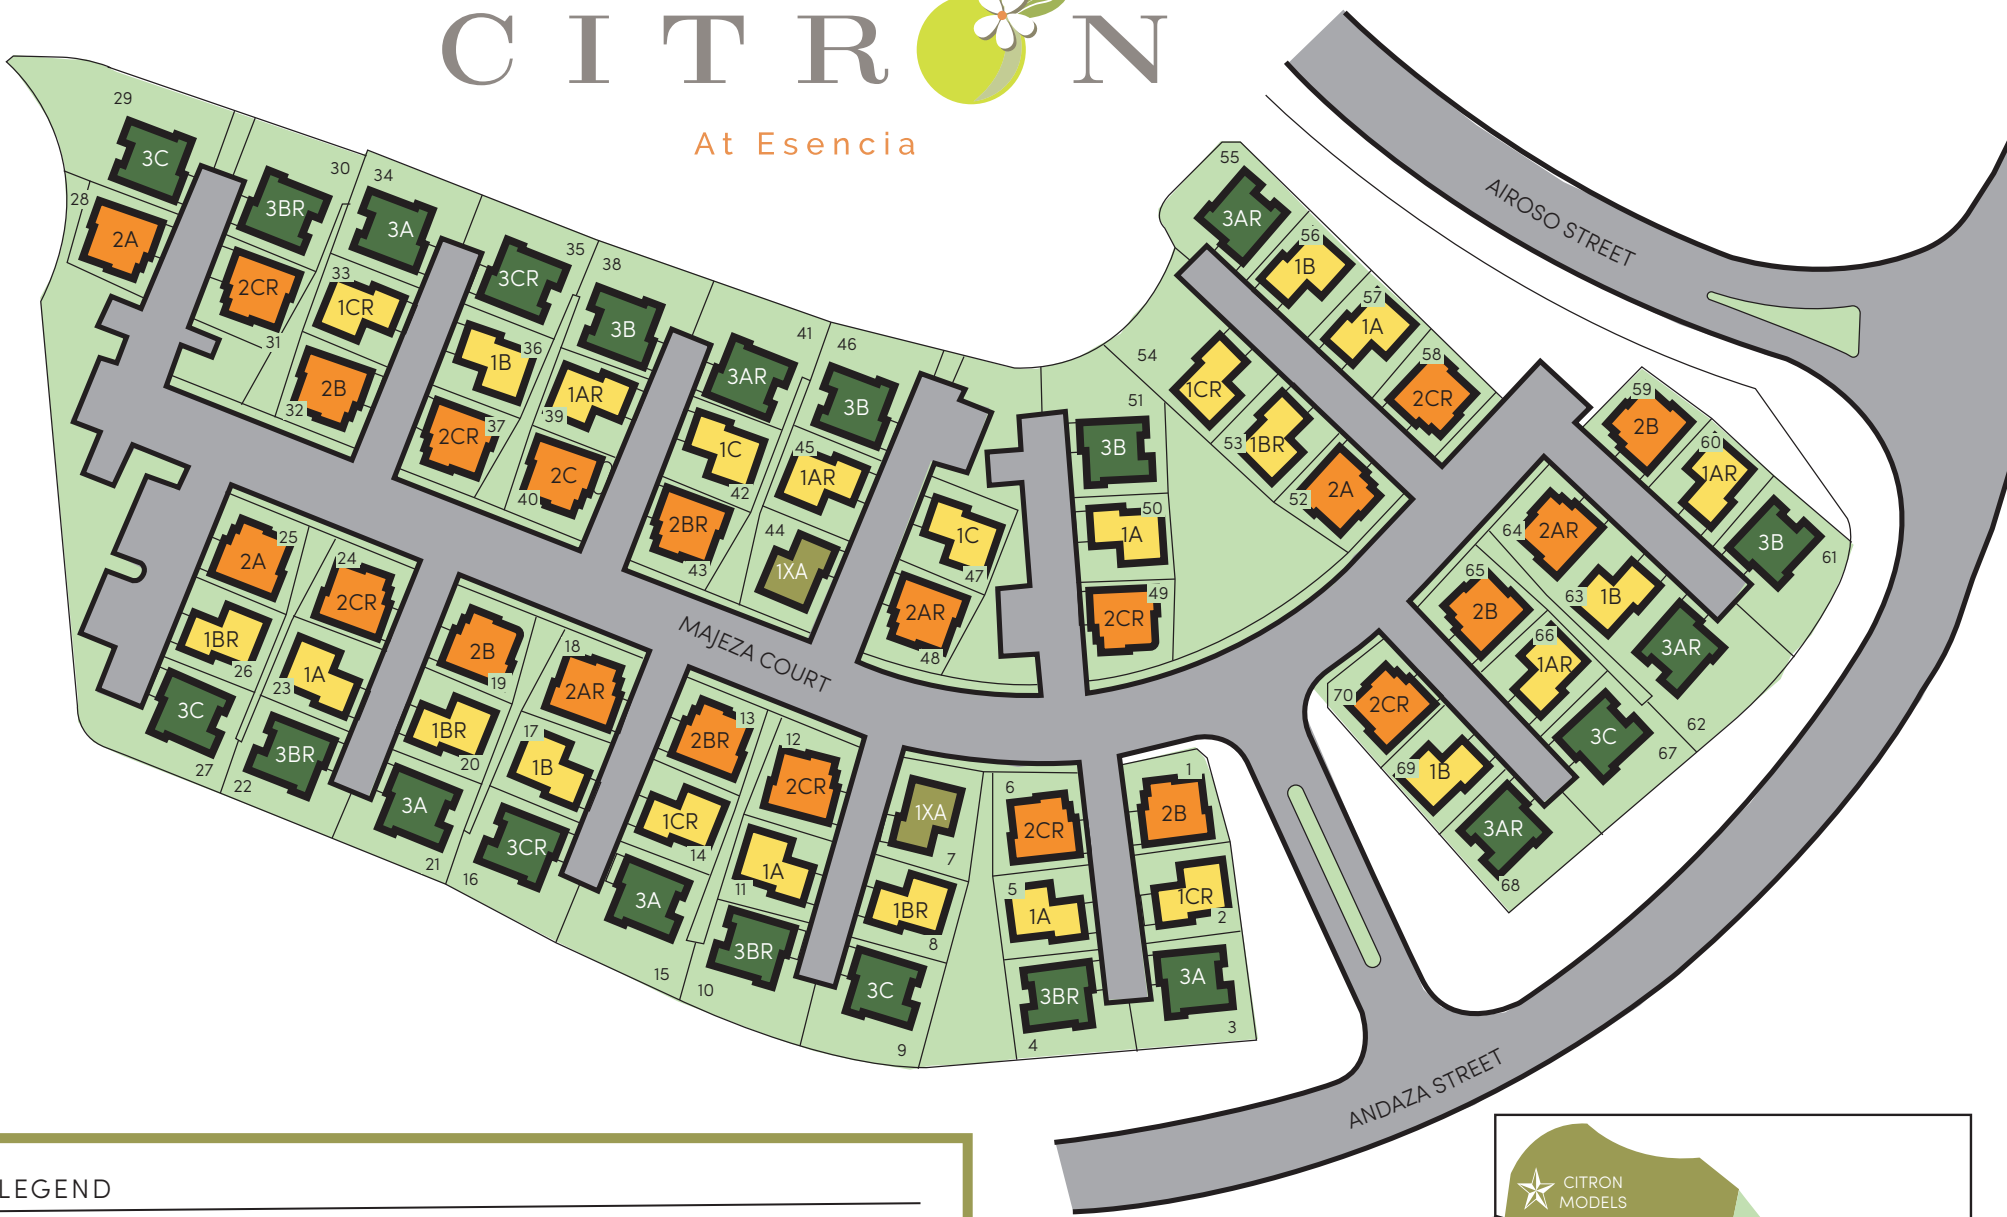 CITRON
At Esencia
29
3C
28
2A
30
3BR
2CR
31
34
3A
33
1CR
2B
32
35
3CR
1B
36
2CR
37
38
3B
1AR
39
2C
40
41
3AR
1C
42
2BR
43
46
3B
45
1AR
44
1XA
1C
47
2AR
48
51
3B
50
1A
49
2CR
54
1CR
53
1BR
52
2A
55
3AR
56
1B
57
1A
58
2CR
AIROSO STREET
59
2B
60
1AR
3B
61
64
2AR
63
1B
3AR
62
65
2B
66
1AR
3C
67
70
2CR
69
1B
3AR
68
MAJEZA COURT
25
2A
1BR
26
3C
27
24
2CR
1A
23
3BR
22
2B
19
1BR
20
3A
21
18
2AR
17
1B
3CR
16
13
2BR
1CR
14
3A
15
12
2CR
1A
11
3BR
10
1XA
7
1BR
8
3C
9
6
2CR
5
1A
3BR
4
1
2B
1CR
2
3A
3
ANDAZA STREET
LEGEND
CITRON
MODELS